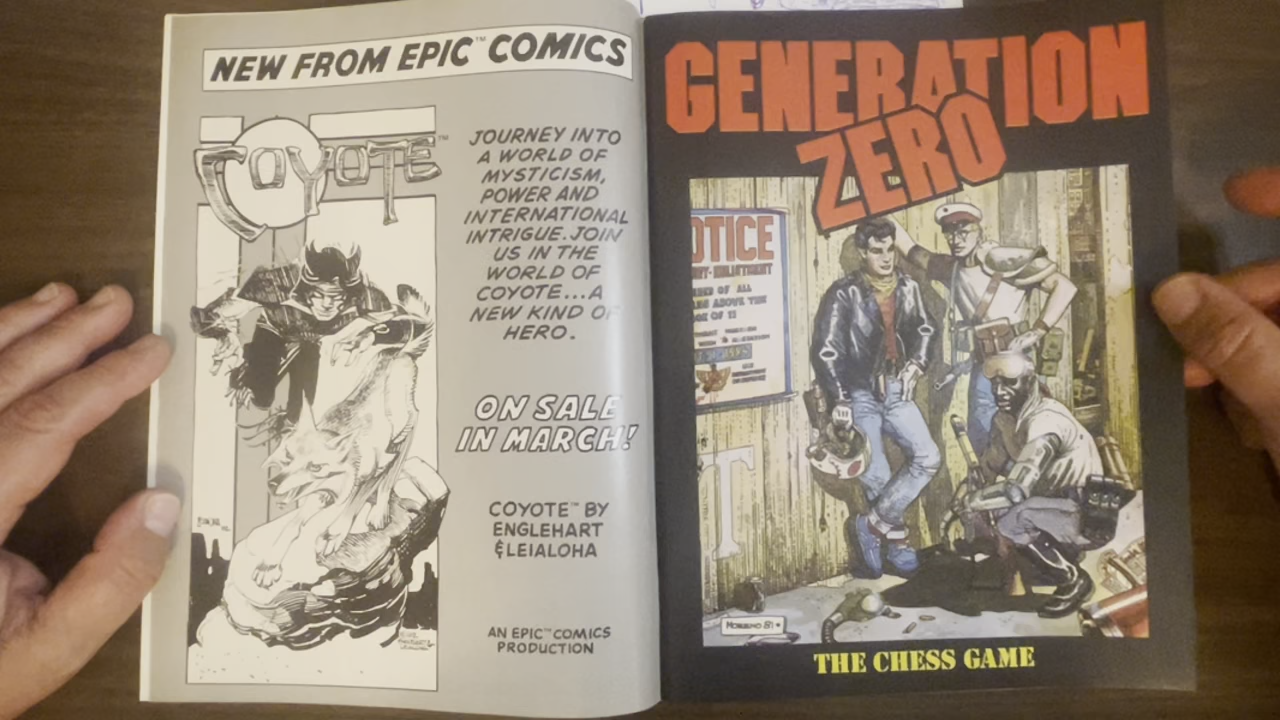 NEW FROM EPIC™ COMICS
COYOTE™
JOURNEY INTO
A WORLD OF
MYSTICISM,
POWER AND
INTERNATIONAL
INTRIGUE. JOIN
US IN THE
WORLD OF
COYOTE...A
NEW KIND OF
HERO.
ON SALE
IN MARCH!
COYOTE™ BY
ENGLEHART
& LEIALOHA
AN EPIC™ COMICS
PRODUCTION
GENERATION
ZERO
OTICE
OF ALL
ABOVE THE
OF
T
THE CHESS GAME